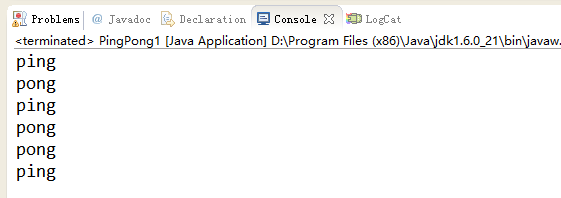 Problems @ Javadoc Declaration Console LogCat
<terminated> PingPong1 [Java Application] D:\Program Files (x86)\Java\jdk1.6.0_21\bin\javaw.
ping
pong
ping
pong
pong
ping